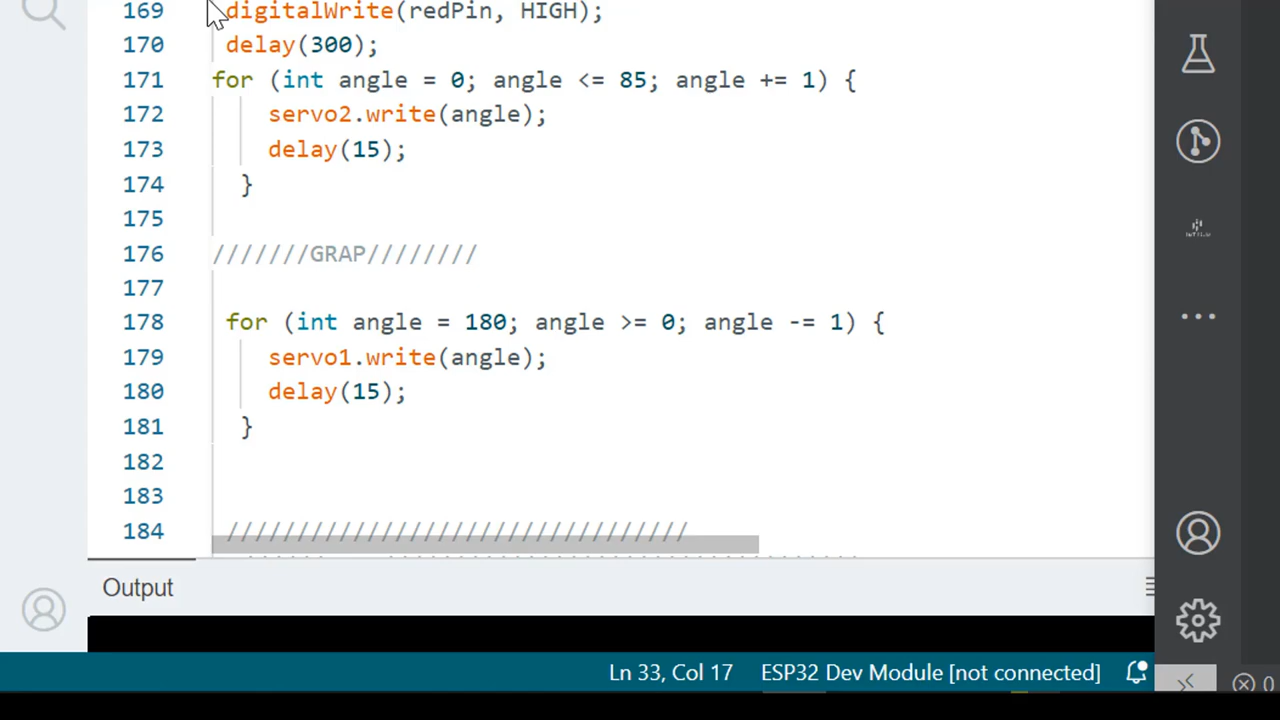 169 digitalWrite(redPin, HIGH);
170 delay(300);
171 for (int angle = 0; angle <= 85; angle += 1) {
172 servo2.write(angle);
173 delay(15);
174 }
175
176 ///////GRAP////////
177
178 for (int angle = 180; angle >= 0; angle -= 1) {
179 servo1.write(angle);
180 delay(15);
181 }
182
183
184 /////////////////////////////////
Output
Ln 33, Col 17 ESP32 Dev Module [not connected]
0